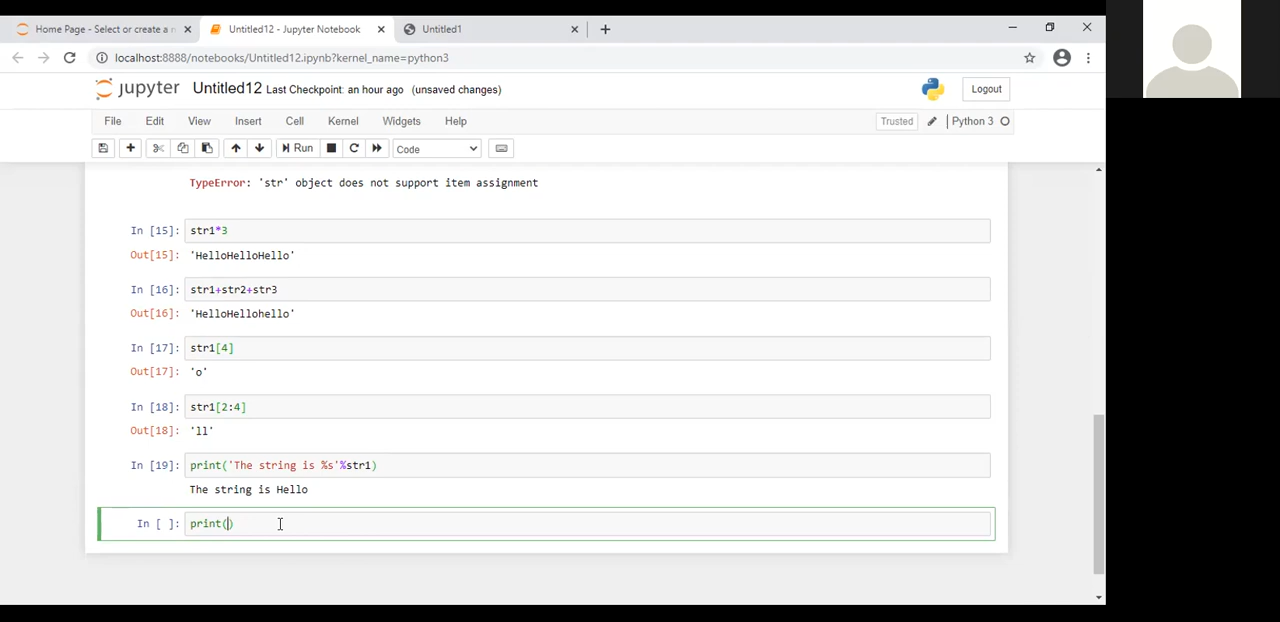 Home Page - Select or create a n
Untitled12 - Jupyter Notebook
Untitled1
localhost:8888/notebooks/Untitled12.ipynb?kernel_name=python3
jupyter Untitled12 Last Checkpoint: an hour ago (unsaved changes)
Logout
File Edit View Insert Cell Kernel Widgets Help
Trusted
Python 3
Run
Code
TypeError: 'str' object does not support item assignment
In [15]: str1*3
Out[15]: 'HelloHelloHello'
In [16]: str1+str2+str3
Out[16]: 'HelloHellohello'
In [17]: str1[4]
Out[17]: 'o'
In [18]: str1[2:4]
Out[18]: 'll'
In [19]: print('The string is %s'%str1)
The string is Hello
In [ ]: print()